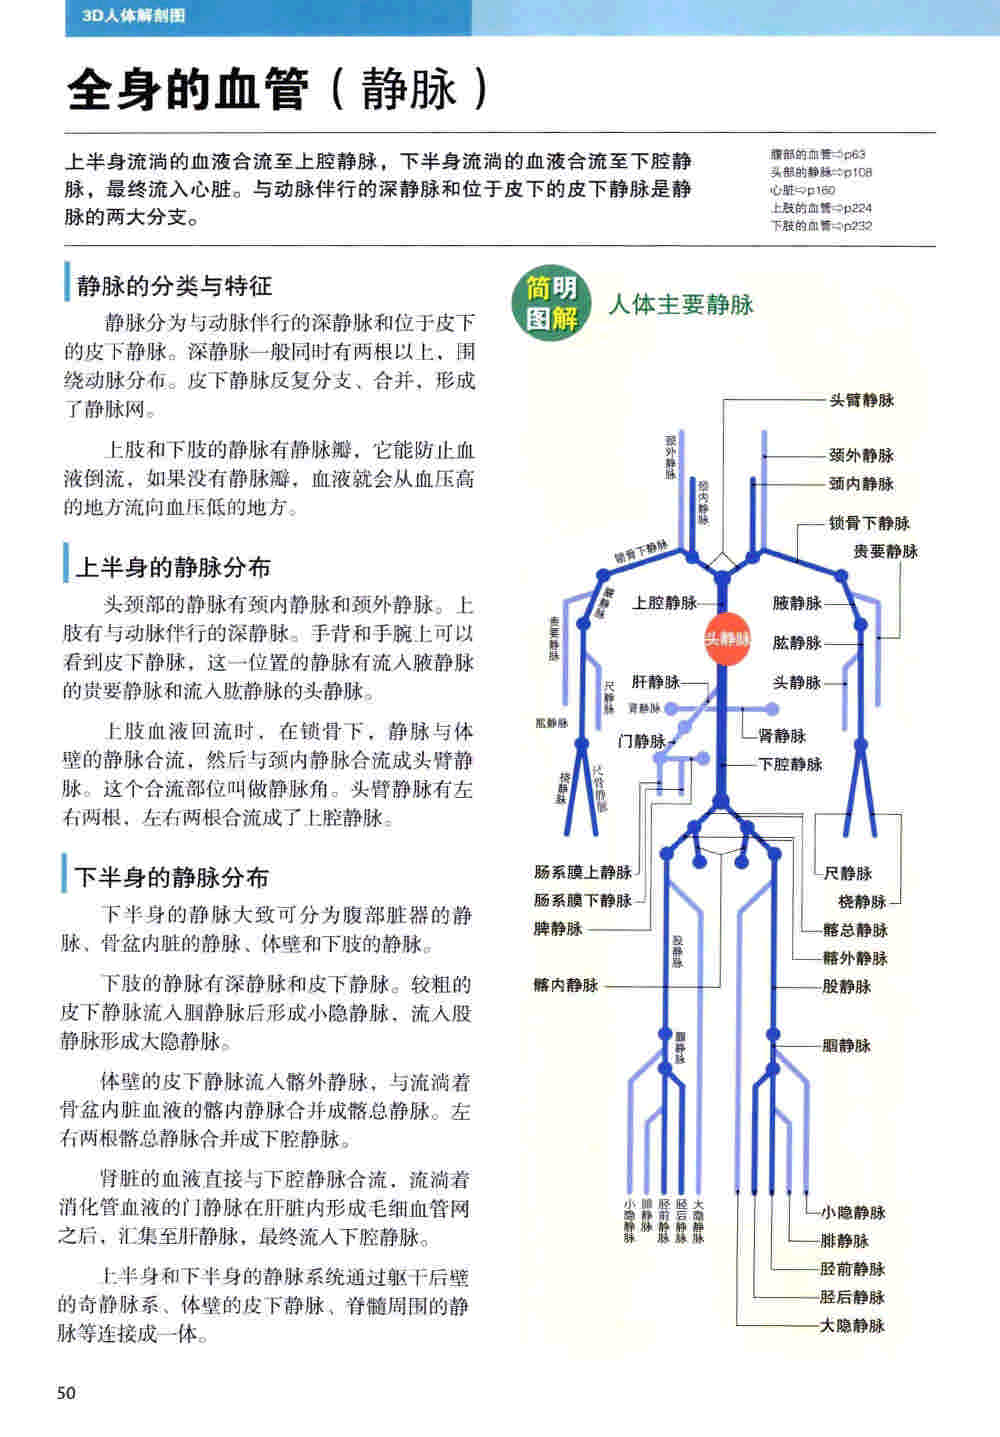 3D人体解剖图
全身的血管（静脉）
上半身流淌的血液合流至上腔静脉，下半身流淌的血液合流至下腔静
脉，最终流入心脏。与动脉伴行的深静脉和位于皮下的皮下静脉是静
脉的两大分支。
腹部的血管⇨p63
头部的静脉⇨p108
心脏⇨p160
上肢的血管⇨p224
下肢的血管⇨p232
静脉的分类与特征
静脉分为与动脉伴行的深静脉和位于皮下
的皮下静脉。深静脉一般同时有两根以上，围
绕动脉分布。皮下静脉反复分支、合并，形成
了静脉网。
上肢和下肢的静脉有静脉瓣，它能防止血
液倒流，如果没有静脉瓣，血液就会从血压高
的地方流向血压低的地方。
上半身的静脉分布
头颈部的静脉有颈内静脉和颈外静脉。上
肢有与动脉伴行的深静脉。手背和手腕上可以
看到皮下静脉，这一位置的静脉有流入腋静脉
的贵要静脉和流入肱静脉的头静脉。
上肢血液回流时，在锁骨下，静脉与体
壁的静脉合流，然后与颈内静脉合流成头臂静
脉。这个合流部位叫做静脉角。头臂静脉有左
右两根，左右两根合流成了上腔静脉。
下半身的静脉分布
下半身的静脉大致可分为腹部脏器的静
脉、骨盆内脏的静脉、体壁和下肢的静脉。
下肢的静脉有深静脉和皮下静脉。较粗的
皮下静脉流入腘静脉后形成小隐静脉，流入股
静脉形成大隐静脉。
体壁的皮下静脉流入髂外静脉，与流淌着
骨盆内脏血液的髂内静脉合并成髂总静脉。左
右两根髂总静脉合并成下腔静脉。
肾脏的血液直接与下腔静脉合流，流淌着
消化管血液的门静脉在肝脏内形成毛细血管网
之后，汇集至肝静脉，最终流入下腔静脉。
上半身和下半身的静脉系统通过躯干后壁
的奇静脉系、体壁的皮下静脉、脊髓周围的静
脉等连接成一体。
简明
图解
人体主要静脉
头臂静脉
颈外静脉
颈外静脉
颈内静脉
颈内静脉
锁骨下静脉
锁骨下静脉
贵要静脉
腋静脉
上腔静脉
腋静脉
贵要静脉
头静脉
肱静脉
肝静脉
头静脉
尺静脉
肾静脉
肱静脉
门静脉
肾静脉
下腔静脉
桡静脉
肠系膜上静脉
尺静脉
肠系膜下静脉
桡静脉
脾静脉
髂总静脉
股静脉
髂外静脉
髂内静脉
股静脉
腘静脉
腘静脉
小隐静脉
腓静脉
胫前静脉
胫后静脉
大隐静脉
小隐静脉
腓静脉
胫前静脉
胫后静脉
大隐静脉
50